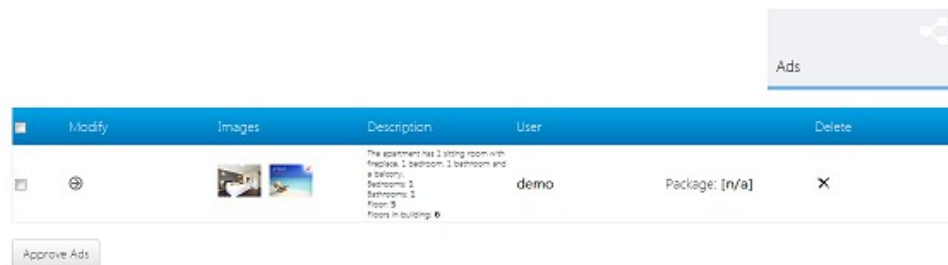 Ads
Modify Images Description User Delete
The apartment has 1 sitting room with
fireplace, 1 bedroom, 1 bathroom and
a balcony.
Bedrooms: 1
Bathrooms: 1
Floor: 5
Floors in building: 6
demo
Package: [n/a]
Approve Ads